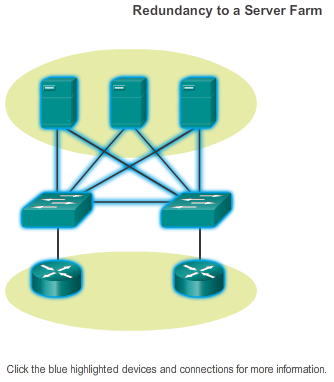 Redundancy to a Server Farm
Click the blue highlighted devices and connections for more information.